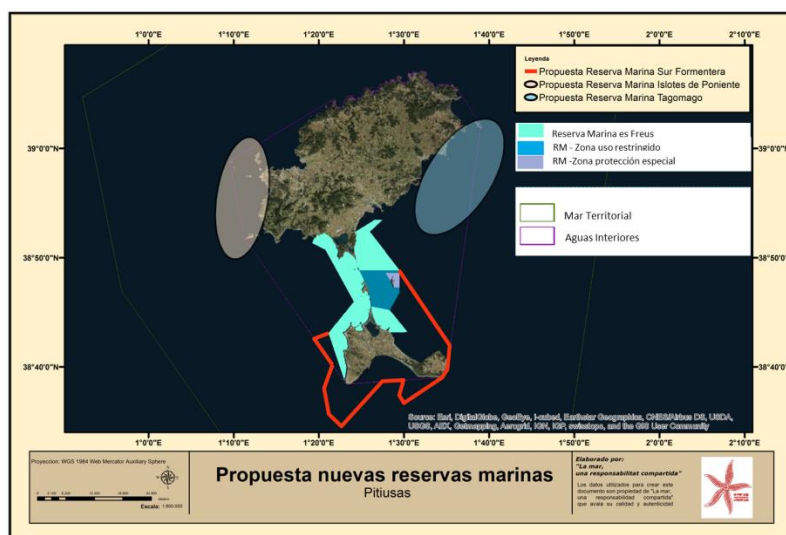 1°0'0"E 1°10'0"E 1°20'0"E 1°30'0"E 1°40'0"E 1°50'0"E 2°0'0"E 2°10'0"E
Leyenda
Propuesta Reserva Marina Sur Formentera
Propuesta Reserva Marina Islotes de Poniente
Propuesta Reserva Marina Tagomago
Reserva Marina es Freus
RM - Zona uso restringido
RM -Zona protección especial
Mar Territorial
Aguas Interiores
39°0'0"N 39°0'0"N
38°50'0"N 38°50'0"N
38°40'0"N 38°40'0"N
Source: Esri, DigitalGlobe, GeoEye, i-cubed, Earthstar Geographics, CNES/Airbus DS, USDA,
USGS, AEX, Getmapping, Aerogrid, IGN, IGP, swisstopo, and the GIS User Community
1°0'0"E 1°10'0"E 1°20'0"E 1°30'0"E 1°40'0"E 1°50'0"E 2°0'0"E 2°10'0"E
Proyeccion: WGS 1984 Web Mercator Auxiliary Sphere
Escala:
Propuesta nuevas reservas marinas
Pitiusas
Elaborado por:
"La mar,
una responsabilitat compartida"
Los datos utilizados para crear este
documento son propiedad de "La mar,
una responsabilidad compartida"
que avala su calidad y autenticidad